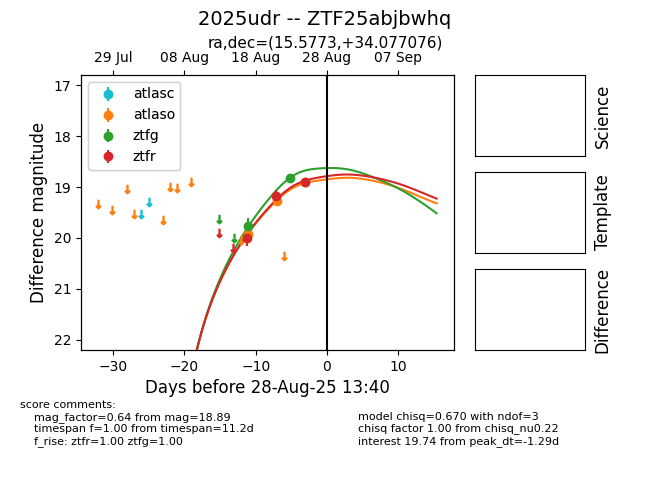 2025udr -- ZTF25abjbwhq
ra,dec=(15.5773,+34.077076)
29 Jul 08 Aug 18 Aug 28 Aug 07 Sep
17
18
19
20
21
22
Difference magnitude
atlasc
atlaso
ztfg
ztfr
−30 −20 −10 0 10
Days before 28-Aug-25 13:40
Science
Template
Difference
score comments:
mag_factor=0.64 from mag=18.89
timespan f=1.00 from timespan=11.2d
f_rise: ztfr=1.00 ztfg=1.00
model chisq=0.670 with ndof=3
chisq factor 1.00 from chisq_nu0.22
interest 19.74 from peak_dt=-1.29d